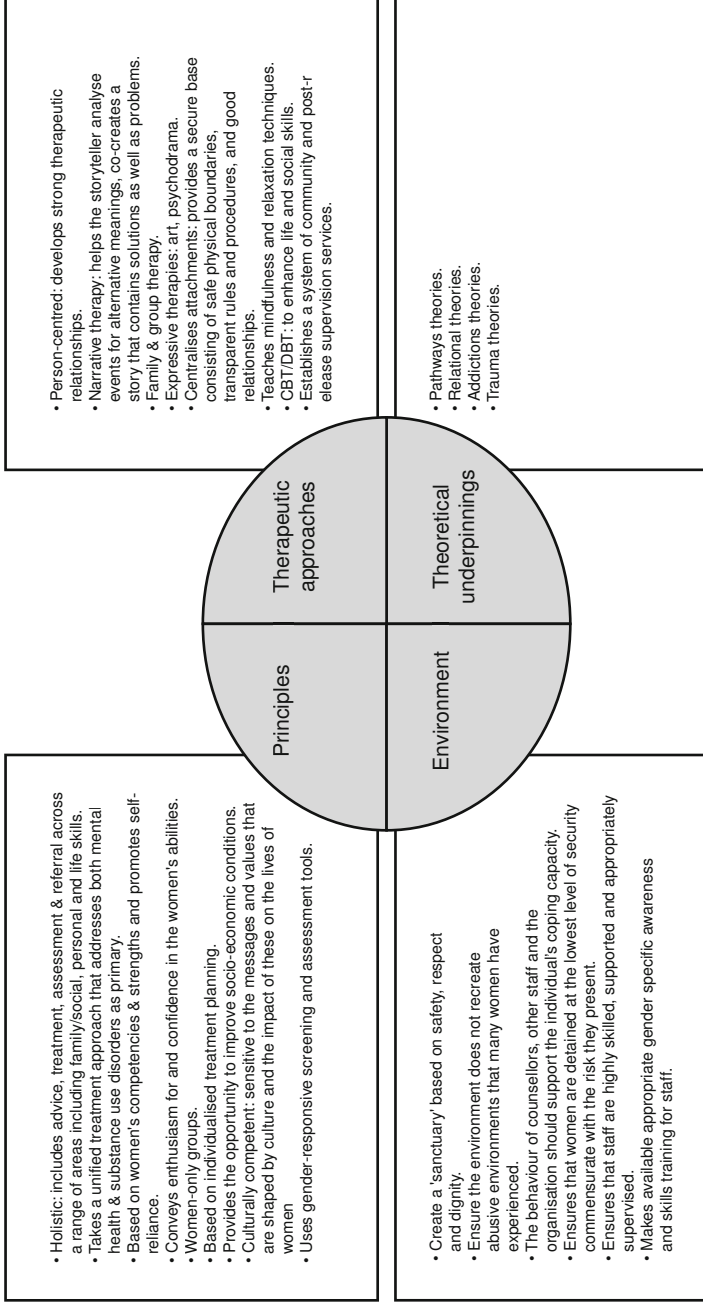 • Holistic: includes advice, treatment, assessment & referral across
a range of areas including family/social, personal and life skills.
• Takes a unified treatment approach that addresses both mental
health & substance use disorders as primary.
• Based on women's competencies & strengths and promotes self-
reliance.
• Conveys enthusiasm for and confidence in the women's abilities.
• Women-only groups.
• Based on individualised treatment planning.
• Provides the opportunity to improve socio-economic conditions.
• Culturally competent: sensitive to the messages and values that
are shaped by culture and the impact of these on the lives of
women
• Uses gender-responsive screening and assessment tools.
• Person-centred: develops strong therapeutic
relationships.
• Narrative therapy: helps the storyteller analyse
events for alternative meanings, co-creates a
story that contains solutions as well as problems.
• Family & group therapy.
• Expressive therapies: art, psychodrama.
• Centralises attachments: provides a secure base
consisting of safe physical boundaries,
transparent rules and procedures, and good
relationships.
• Teaches mindfulness and relaxation techniques.
• CBT/DBT: to enhance life and social skills.
• Establishes a system of community and post-r
elease supervision services.
Principles
Therapeutic
approaches
Environment
Theoretical
underpinnings
• Create a 'sanctuary' based on safety, respect
and dignity.
• Ensure the environment does not recreate
abusive environments that many women have
experienced.
• The behaviour of counsellors, other staff and the
organisation should support the individual's coping capacity.
• Ensures that women are detained at the lowest level of security
commensurate with the risk they present.
• Ensures that staff are highly skilled, supported and appropriately
supervised.
• Makes available appropriate gender specific awareness
and skills training for staff.
• Pathways theories.
• Relational theories.
• Addictions theories.
• Trauma theories.